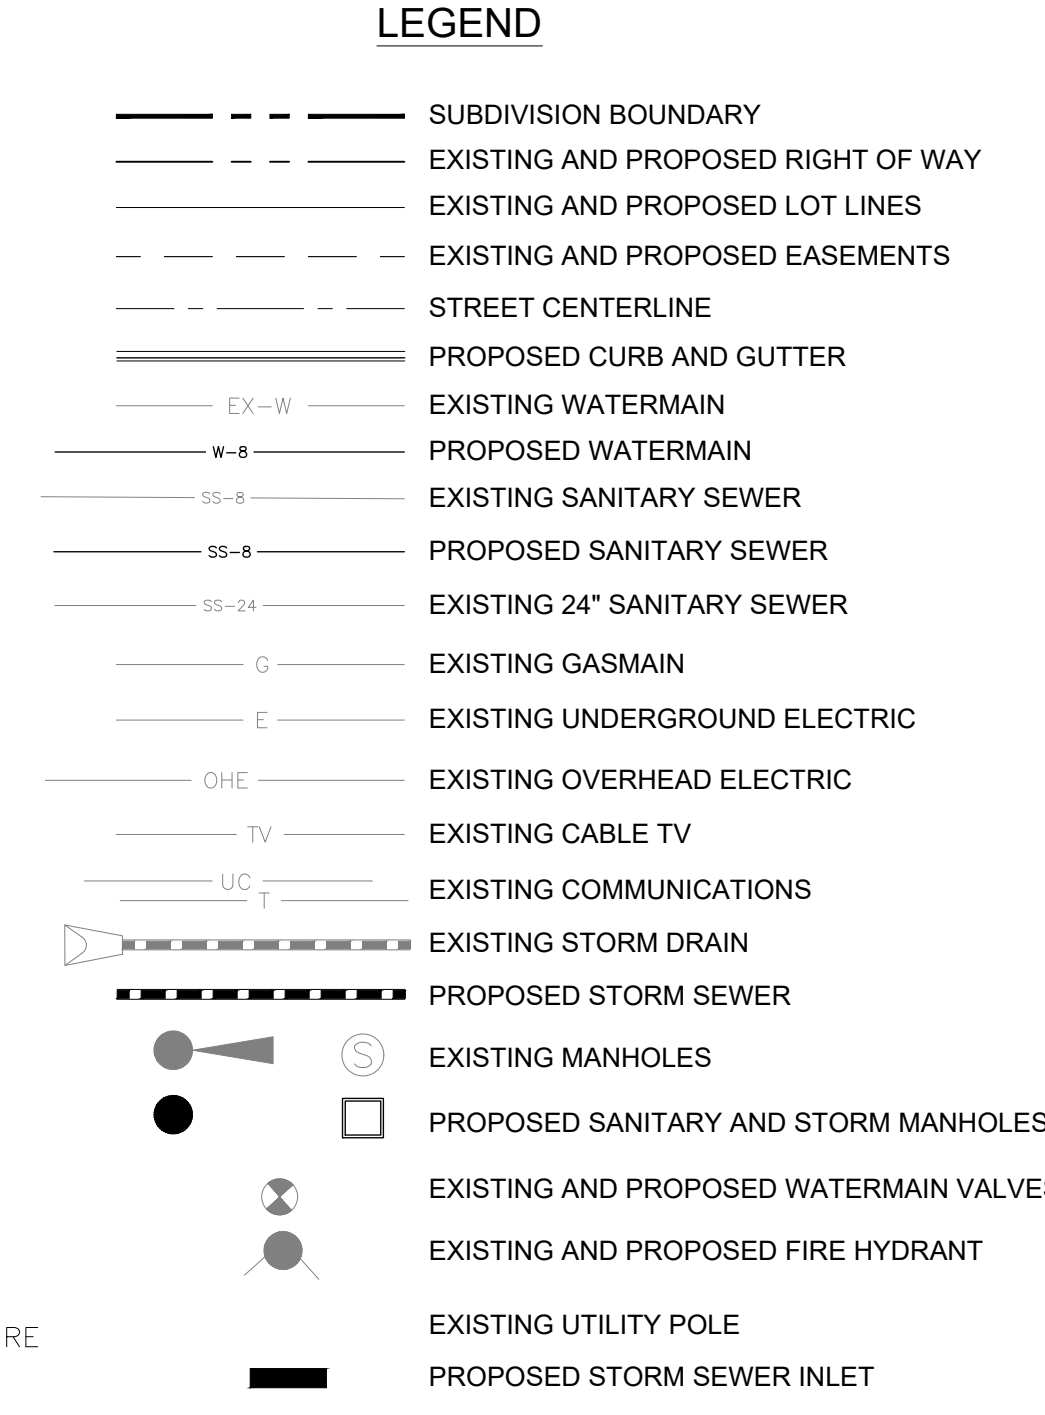 LEGEND
SUBDIVISION BOUNDARY
EXISTING AND PROPOSED RIGHT OF WAY
EXISTING AND PROPOSED LOT LINES
EXISTING AND PROPOSED EASEMENTS
STREET CENTERLINE
PROPOSED CURB AND GUTTER
EX-W EXISTING WATERMAIN
W-8 PROPOSED WATERMAIN
SS-8 EXISTING SANITARY SEWER
SS-8 PROPOSED SANITARY SEWER
SS-24 EXISTING 24" SANITARY SEWER
G EXISTING GASMAIN
E EXISTING UNDERGROUND ELECTRIC
OHE EXISTING OVERHEAD ELECTRIC
TV EXISTING CABLE TV
UC T EXISTING COMMUNICATIONS
EXISTING STORM DRAIN
PROPOSED STORM SEWER
S EXISTING MANHOLES
PROPOSED SANITARY AND STORM MANHOLES
EXISTING AND PROPOSED WATERMAIN VALVES
EXISTING AND PROPOSED FIRE HYDRANT
EXISTING UTILITY POLE
RE
PROPOSED STORM SEWER INLET